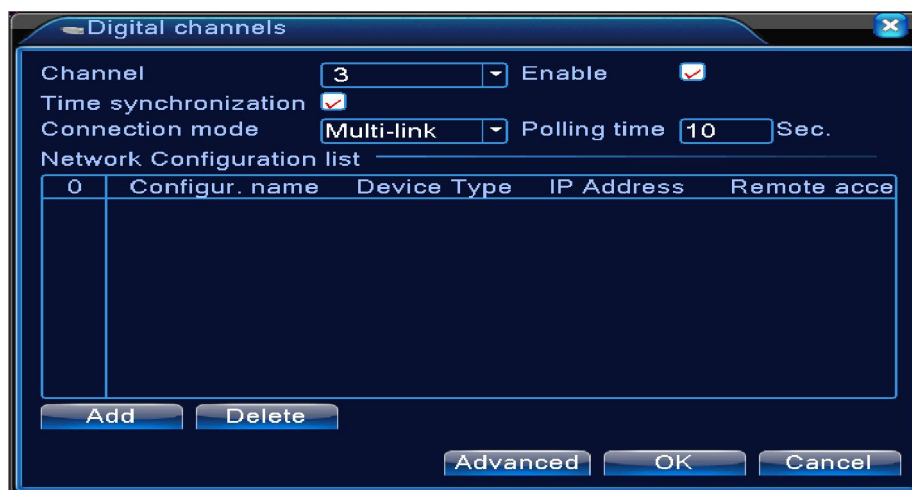 Digital channels
Channel 3 Enable
Time synchronization
Connection mode Multi-link Polling time 10 Sec.
Network Configuration list
0 Configur. name Device Type IP Address Remote acce
Add Delete
Advanced OK Cancel